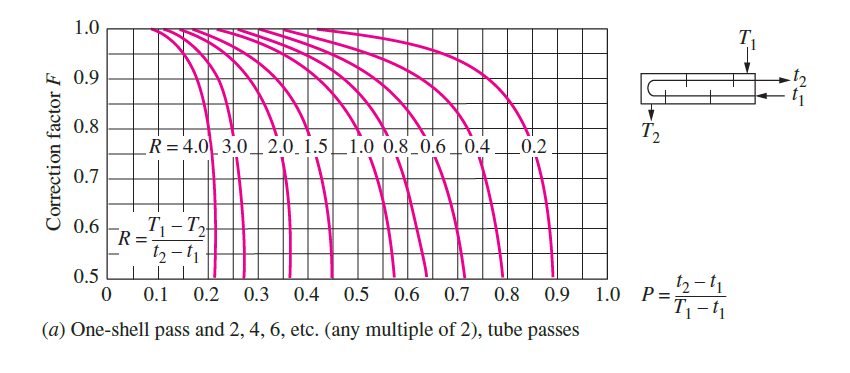 Correction factor F
1.0
0.9
0.8
0.7
0.6
0.5
R = 4.0 3.0 2.0 1.5 1.0 0.8 0.6 0.4 0.2
R = T₁ – T₂ / t₂ – t₁
0 0.1 0.2 0.3 0.4 0.5 0.6 0.7 0.8 0.9 1.0
T₁
t₂
t₁
T₂
P = t₂ – t₁ / T₁ – t₁
(a) One-shell pass and 2, 4, 6, etc. (any multiple of 2), tube passes